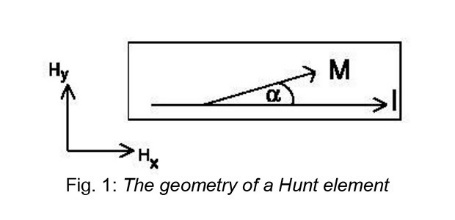 Hy
M
α
I
Hx
Fig. 1: The geometry of a Hunt element